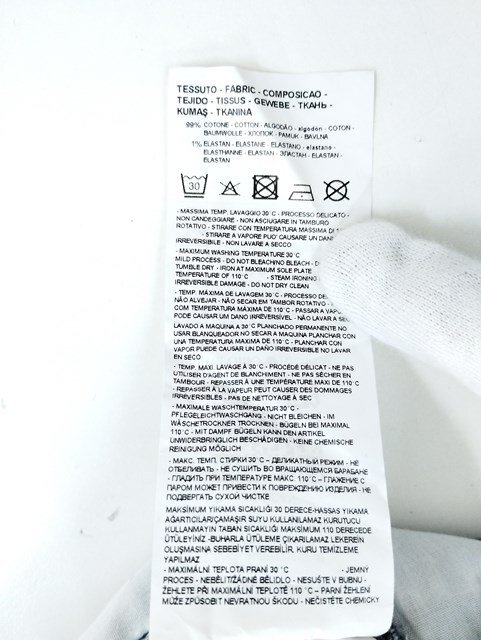 TESSUTO - FABRIC - COMPOSICAO -
TEJIDO - TISSUS - GEWEBE - ТКАНЬ -
KUMAŞ - TKANINA
99% COTONE - COTTON - ALGODÃO - algodon - COTON -
BAUMWOLLE - ХЛОПОК - PAMUK - BAVLNA
1% ELASTAN - ELASTANE - ELASTANO - elastano -
ELASTHANNE - ELASTAN - ЭЛАСТАН - ELASTAN -
ELASTAN
30
- MASSIMA TEMP. LAVAGGIO 30°C - PROCESSO DELICATO -
NON CANDEGGIARE - NON ASCIUGARE IN TAMBURO
ROTATIVO - STIRARE CON TEMPERATURA MASSIMA DI
- STIRARE A VAPORE PUO' CAUSARE UN DANN
IRREVERSIBILE - NON LAVARE A SECCO
- MAXIMUM WASHING TEMPERATURE 30°C
MILD PROCESS - DO NOT BLEACHING BLEACH - D
TUMBLE DRY - IRON AT MAXIMUM SOLE PLATE
TEMPERATURE OF 110°C - STEAM IRONING
IRREVERSIBLE DAMAGE - DO NOT DRY CLEAN
- TEMP. MÁXIMA DE LAVAGEM 30°C - PROCESSO DE
NÃO ALVEJAR - NÃO SECAR EM TAMBOR ROTATIVO -
COM TEMPERATURA MÁXIMA DE 110°C - PASSAR A VAPO
PODE CAUSAR UM DANO IRREVERSÍVEL - NÃO LAVAR A SEC
LAVADO A MAQUINA A 30°C PLANCHADO PERMANENTE NO
USAR BLANQUEADOR NO SECAR A MAQUINA PLANCHAR CON
UNA TEMPERATURA MÁXIMA DE 110°C - PLANCHAR CON
VAPOR PUEDE CAUSAR UN DAÑO IRREVERSIBLE NO LAVAR
EN SECO
- TEMP. MAXI LAVAGE À 30°C - PROCÉDÉ DÉLICAT - NE PAS
UTILISER D'AGENT DE BLANCHIMENT - NE PAS SÉCHER EN
TAMBOUR - REPASSER À UNE TEMPÉRATURE MAXI DE 110°C
- REPASSER À LA VAPEUR PEUT CAUSER DES DOMMAGES
IRRÉVERSIBLES - PAS DE NETTOYAGE À SEC
- MAXIMALE WASCHTEMPERATUR 30°C -
PFLEGELEICHTWASCHGANG - NICHT BLEICHEN - IM
WÄSCHETROCKNER TROCKNEN - BÜGELN BEI MAXIMAL
110°C - MIT DAMPF BÜGELN KANN DEN ARTIKEL
UNWIDERBRINGLICH BESCHÄDIGEN - KEINE CHEMISCHE
REINIGUNG MÖGLICH
- МАКС. ТЕМП. СТИРКИ 30°C – ДЕЛИКАТНЫЙ РЕЖИМ - НЕ
ОТБЕЛИВАТЬ - НЕ СУШИТЬ ВО ВРАЩАЮЩЕМСЯ БАРАБАНЕ
- ГЛАДИТЬ ПРИ ТЕМПЕРАТУРЕ МАКС. 110°C – ГЛАЖЕНИЕ С
ПАРОМ МОЖЕТ ПРИВЕСТИ К ПОВРЕЖДЕНИЮ ИЗДЕЛИЯ - НЕ
ПОДВЕРГАТЬ СУХОЙ ЧИСТКЕ
MAKSİMUM YIKAMA SICAKLIĞI 30 DERECE-HASSAS YIKAMA
AĞARTICILAR/ÇAMAŞIR SUYU KULLANILAMAZ KURUTUCU
KULLANMAYIN TABAN SICAKLIĞI MAKSIMUM 110 DERECEDE
ÜTÜLEYİNİZ -BUHARLA ÜTÜLEME ÇIKARILAMAZ LEKEREİN
OLUŞMASINA SEBEBİYET VEREBİLİR. KURU TEMİZLEME
YAPILMAZ
- MAXIMÁLNÍ TEPLOTA PRANÍ 30°C - JEMNÝ
PROCES - NEBĚLIT/ŽÁDNÉ BĚLIDLO - NESUŠTE V BUBNU -
ŽEHLETE PŘI MAXIMÁLNÍ TEPLOTĚ 110°C – PARNÍ ŽEHLENÍ
MŮŽE ZPŮSOBIT NEVRATNOU ŠKODU - NEČISTĚTE CHEMICKY